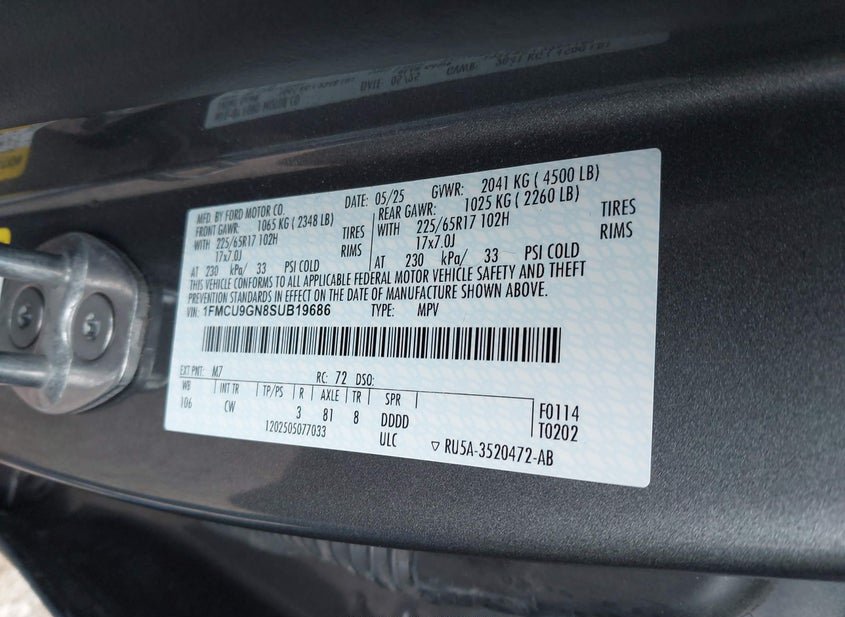 MFD. BY FORD MOTOR CO.
DATE: 05/25 GVWR: 2041 KG ( 4500 LB)
FRONT GAWR: 1065 KG ( 2348 LB) REAR GAWR: 1025 KG ( 2260 LB)
WITH 225/65R17 102H TIRES WITH 225/65R17 102H TIRES
17x7.0J RIMS 17x7.0J RIMS
AT 230 kPa/ 33 PSI COLD AT 230 kPa/ 33 PSI COLD
THIS VEHICLE CONFORMS TO ALL APPLICABLE FEDERAL MOTOR VEHICLE SAFETY AND THEFT
PREVENTION STANDARDS IN EFFECT ON THE DATE OF MANUFACTURE SHOWN ABOVE.
VIN: 1FMCU9GN8SUB19686 TYPE: MPV
EXT PNT: M7 RC: 72 DSO:
WB INT TR TP/PS R AXLE TR SPR
106 CW 3 81 8 DDDD
F0114
T0202
1202505077033 ULC ▽ RU5A-3520472-AB